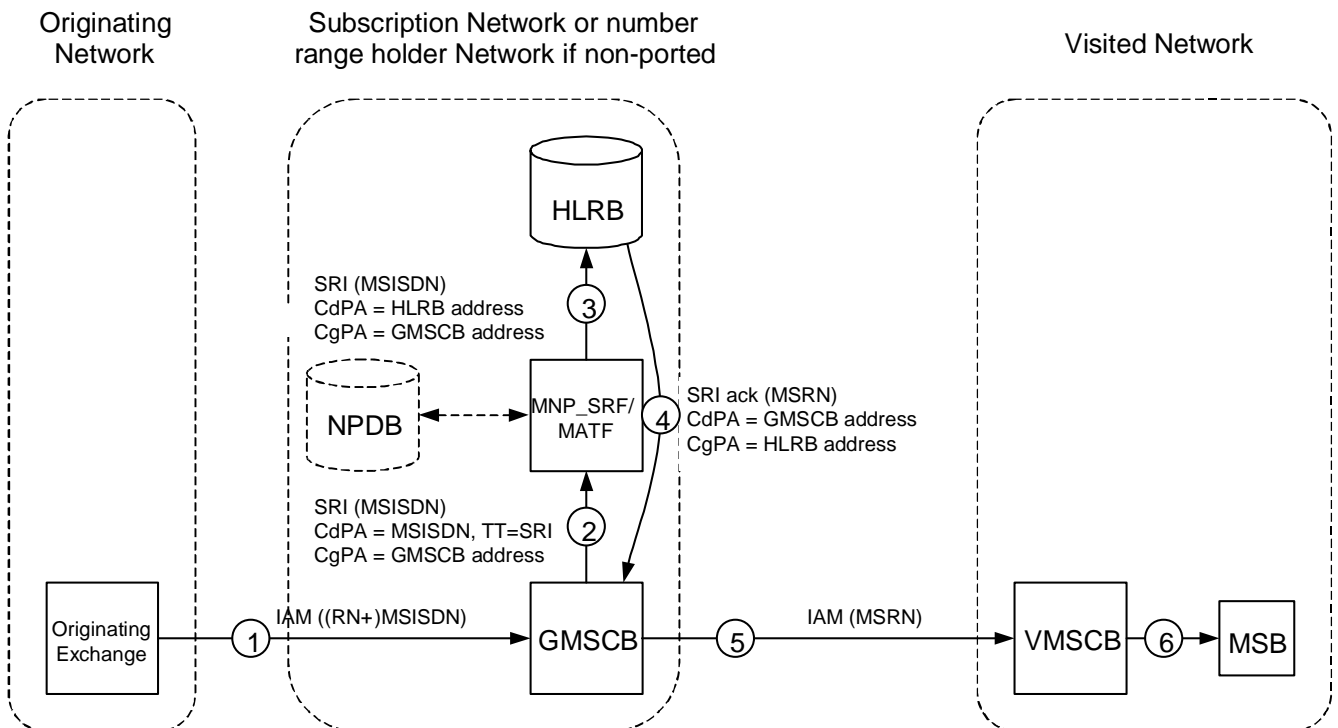 Originating
Network
Subscription Network or number
range holder Network if non-ported
Visited Network
HLRB
SRI (MSISDN)
CdPA = HLRB address
CgPA = GMSCB address
3
NPDB
MNP_SRF/
MATF
4
SRI ack (MSRN)
CdPA = GMSCB address
CgPA = HLRB address
SRI (MSISDN)
CdPA = MSISDN, TT=SRI
CgPA = GMSCB address
2
Originating
Exchange
1
IAM ((RN+)MSISDN)
GMSCB
5
IAM (MSRN)
VMSCB
6
MSB